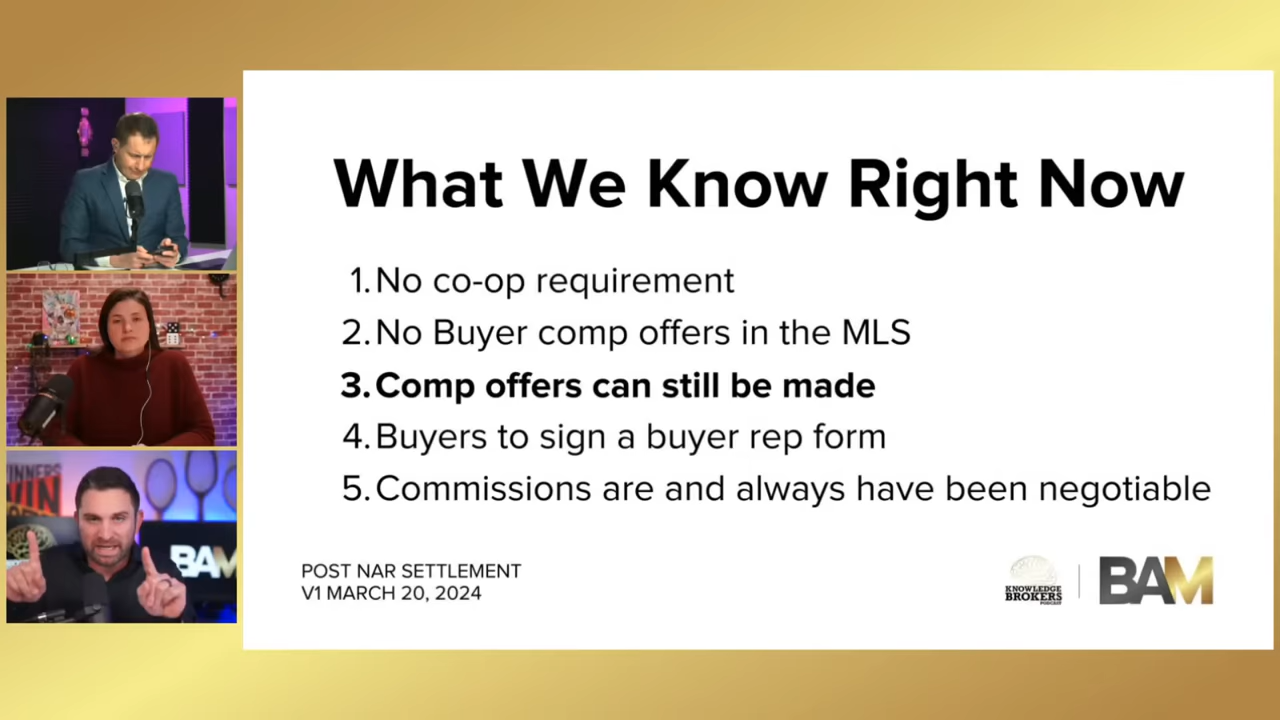 What We Know Right Now
1. No co-op requirement
2. No Buyer comp offers in the MLS
3. Comp offers can still be made
4. Buyers to sign a buyer rep form
5. Commissions are and always have been negotiable
POST NAR SETTLEMENT
V1 MARCH 20, 2024
KNOWLEDGE
BROKERS
PODCAST
BAM
BAM